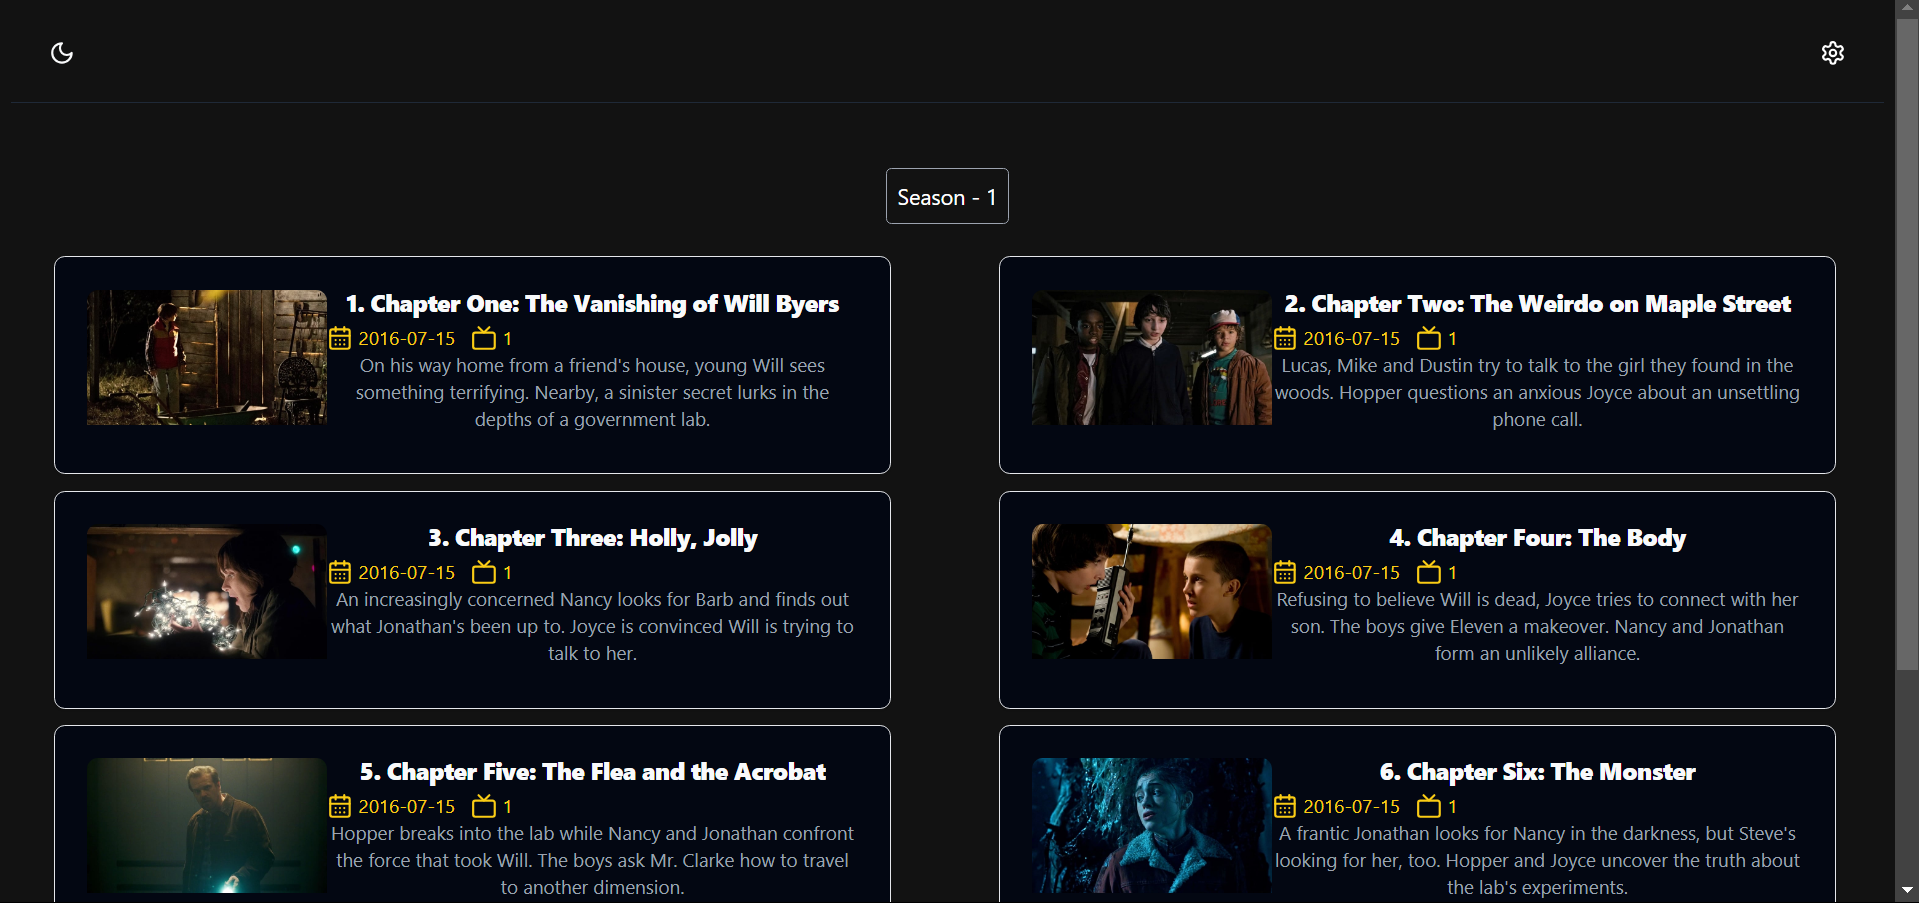 Season - 1
1. Chapter One: The Vanishing of Will Byers
2016-07-15 1
On his way home from a friend's house, young Will sees
something terrifying. Nearby, a sinister secret lurks in the
depths of a government lab.
2. Chapter Two: The Weirdo on Maple Street
2016-07-15 1
Lucas, Mike and Dustin try to talk to the girl they found in the
woods. Hopper questions an anxious Joyce about an unsettling
phone call.
3. Chapter Three: Holly, Jolly
2016-07-15 1
An increasingly concerned Nancy looks for Barb and finds out
what Jonathan's been up to. Joyce is convinced Will is trying to
talk to her.
4. Chapter Four: The Body
2016-07-15 1
Refusing to believe Will is dead, Joyce tries to connect with her
son. The boys give Eleven a makeover. Nancy and Jonathan
form an unlikely alliance.
5. Chapter Five: The Flea and the Acrobat
2016-07-15 1
Hopper breaks into the lab while Nancy and Jonathan confront
the force that took Will. The boys ask Mr. Clarke how to travel
to another dimension.
6. Chapter Six: The Monster
2016-07-15 1
A frantic Jonathan looks for Nancy in the darkness, but Steve's
looking for her, too. Hopper and Joyce uncover the truth about
the lab's experiments.